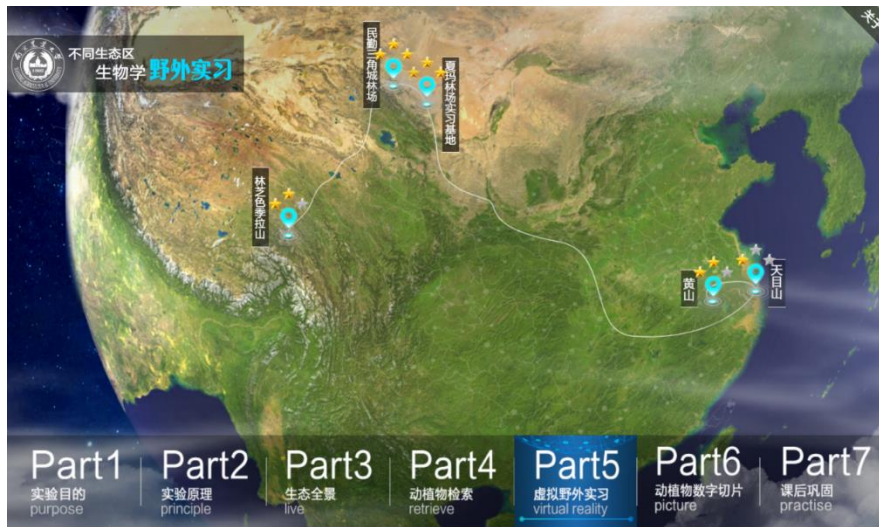 不同生态区
生物学野外实习
关于
民勤三角城林场
夏玛林场实习基地
林芝色季拉山
黄山
天目山
Part1
实验目的
purpose
Part2
实验原理
principle
Part3
生态全景
live
Part4
动植物检索
retrieve
Part5
虚拟野外实习
virtual reality
Part6
动植物数字切片
picture
Part7
课后巩固
practise